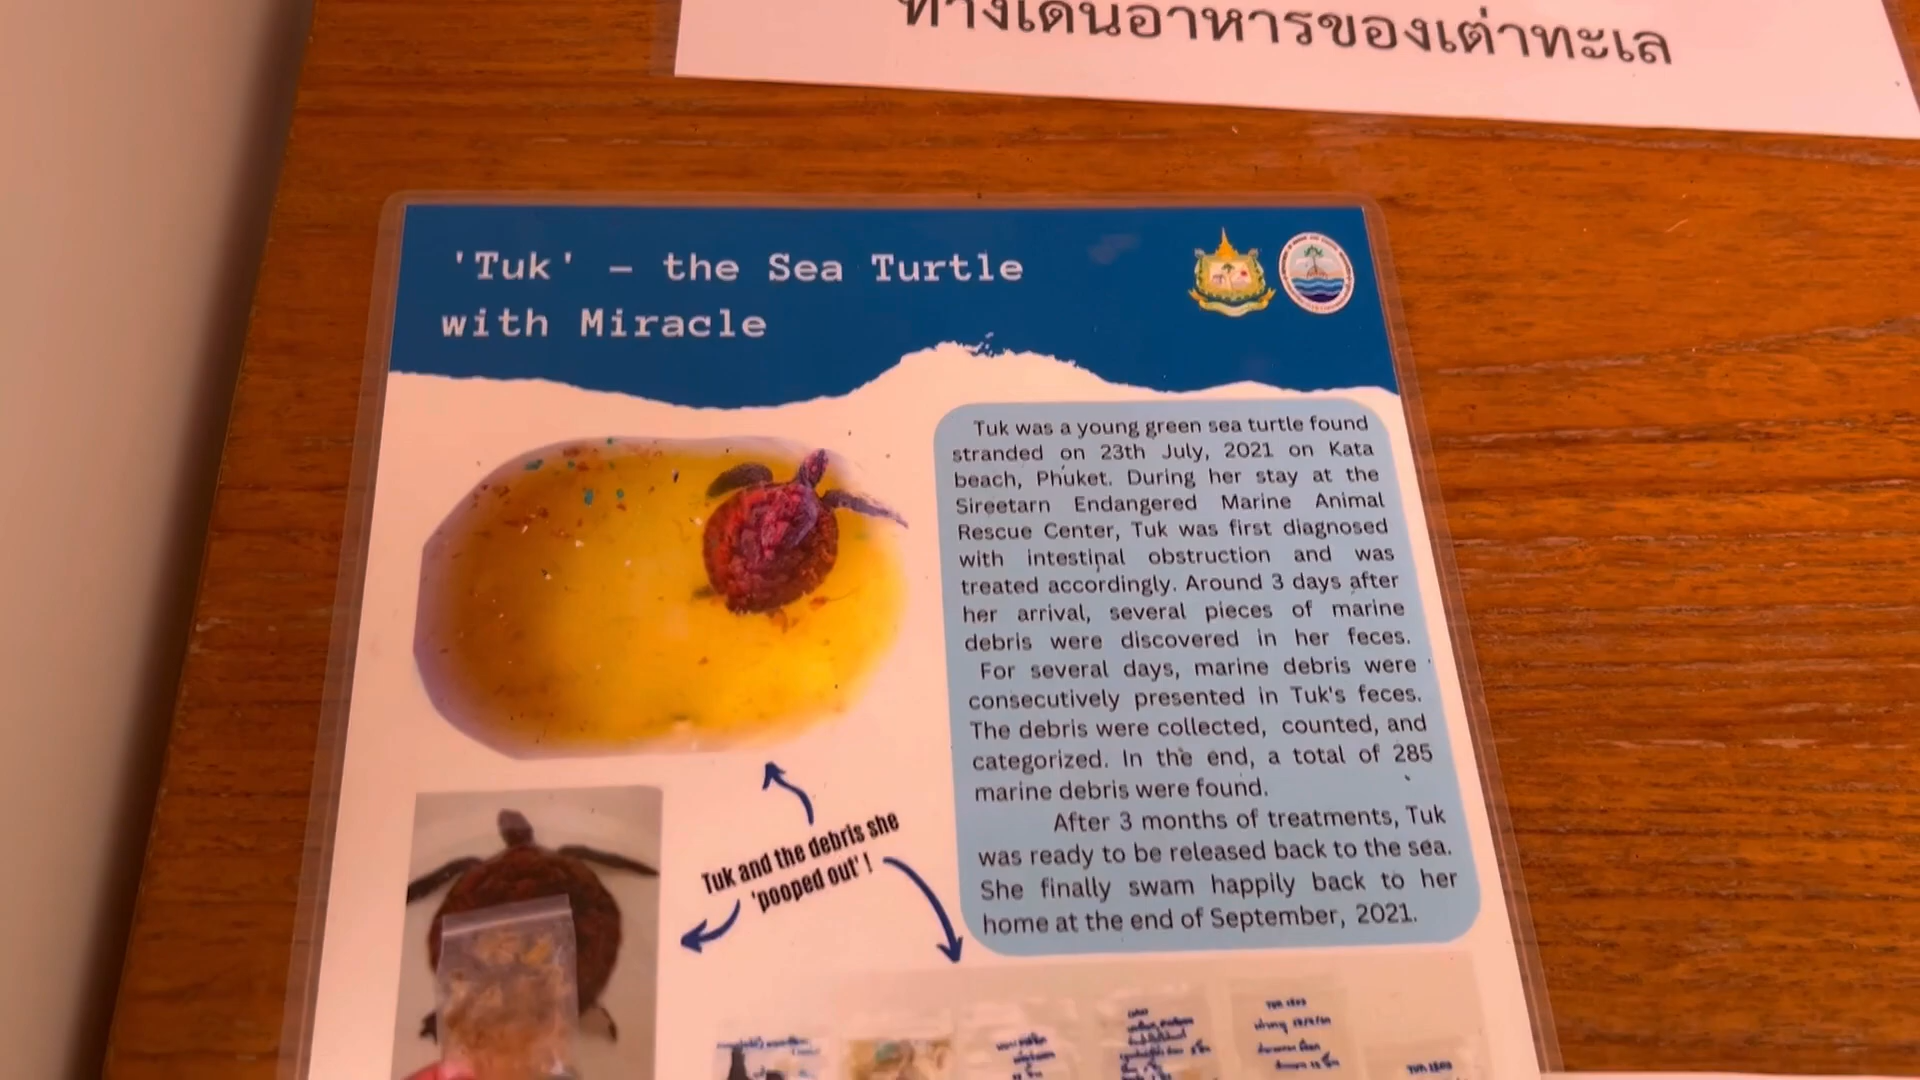 ทางเดินอาหารของเต่าทะเล
'Tuk' – the Sea Turtle
with Miracle
Tuk was a young green sea turtle found
stranded on 23th July, 2021 on Kata
beach, Phuket. During her stay at the
Sireetarn Endangered Marine Animal
Rescue Center, Tuk was first diagnosed
with intestinal obstruction and was
treated accordingly. Around 3 days after
her arrival, several pieces of marine
debris were discovered in her feces.
For several days, marine debris were
consecutively presented in Tuk's feces.
The debris were collected, counted, and
categorized. In the end, a total of 285
marine debris were found.
After 3 months of treatments, Tuk
was ready to be released back to the sea.
She finally swam happily back to her
home at the end of September, 2021.
Tuk and the debris she
'pooped out' !